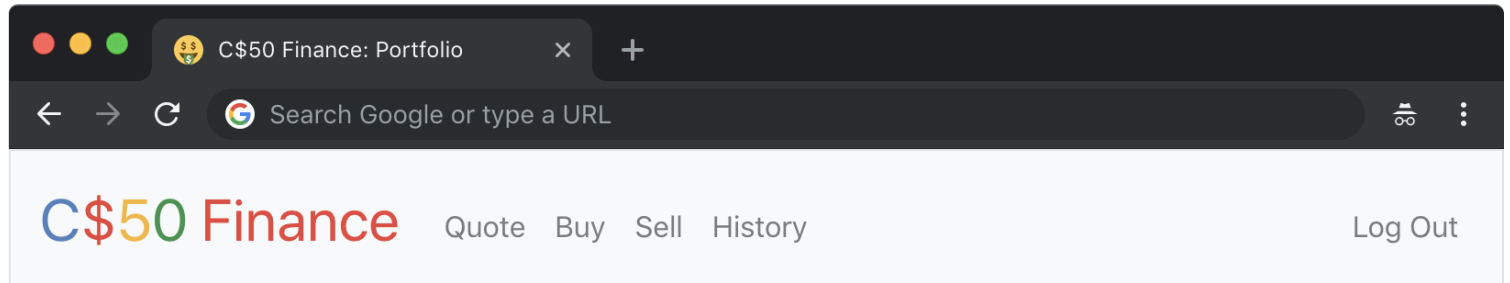 C$50 Finance: Portfolio
Search Google or type a URL
C$50 Finance Quote Buy Sell History Log Out